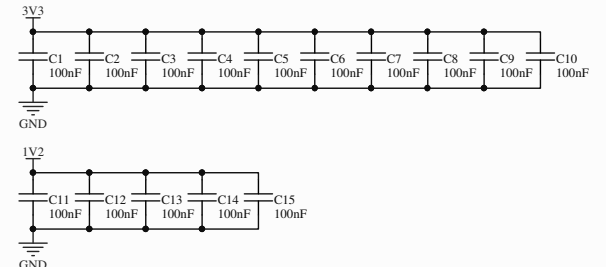 3V3
C1 C2 C3 C4 C5 C6 C7 C8 C9 C10
100nF 100nF 100nF 100nF 100nF 100nF 100nF 100nF 100nF 100nF
GND
1V2
C11 C12 C13 C14 C15
100nF 100nF 100nF 100nF 100nF
GND